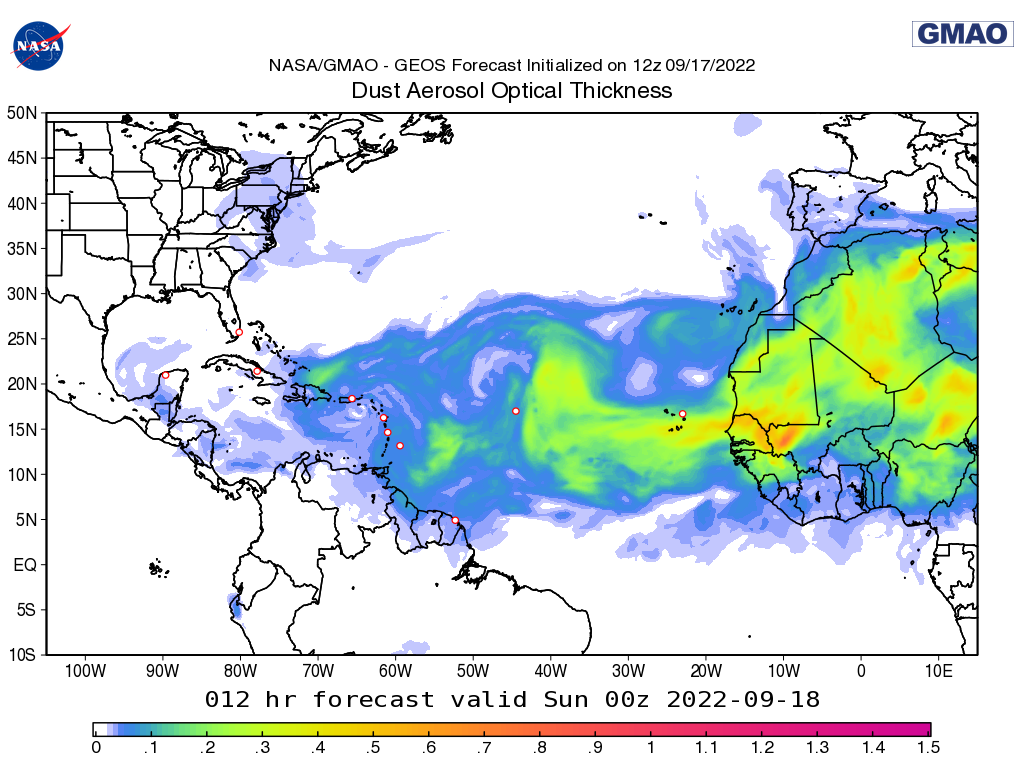 NASA
GMAO
NASA/GMAO - GEOS Forecast Initialized on 12z 09/17/2022
Dust Aerosol Optical Thickness
50N
45N
40N
35N
30N
25N
20N
15N
10N
5N
EQ
5S
10S
100W 90W 80W 70W 60W 50W 40W 30W 20W 10W 0 10E
012 hr forecast valid Sun 00z 2022-09-18
0 .1 .2 .3 .4 .5 .6 .7 .8 .9 1 1.1 1.2 1.3 1.4 1.5